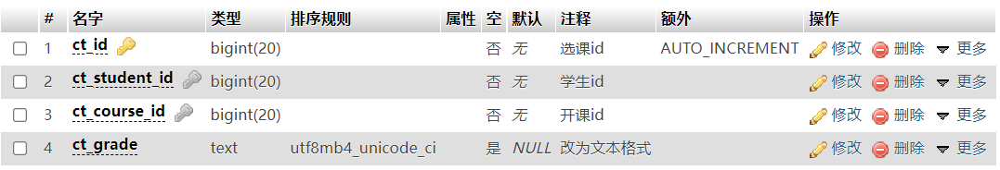 # 名字 类型 排序规则 属性 空 默认 注释 额外 操作
1 ct_id bigint(20) 否 无 选课id AUTO_INCREMENT 修改 删除 更多
2 ct_student_id bigint(20) 否 无 学生id 修改 删除 更多
3 ct_course_id bigint(20) 否 无 开课id 修改 删除 更多
4 ct_grade text utf8mb4_unicode_ci 是 NULL 改为文本格式 修改 删除 更多